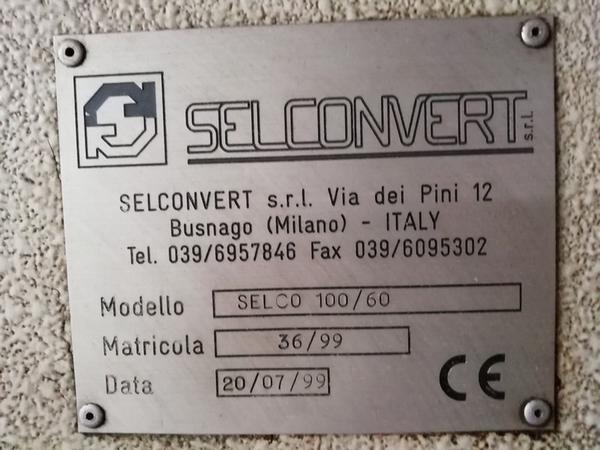 SELCONVERT s.r.l.
SELCONVERT s.r.l. Via dei Pini 12
Busnago (Milano) - ITALY
Tel. 039/6957846 Fax 039/6095302
Modello SELCO 100/60
Matricola 36/99
Data 20/07/99 CE